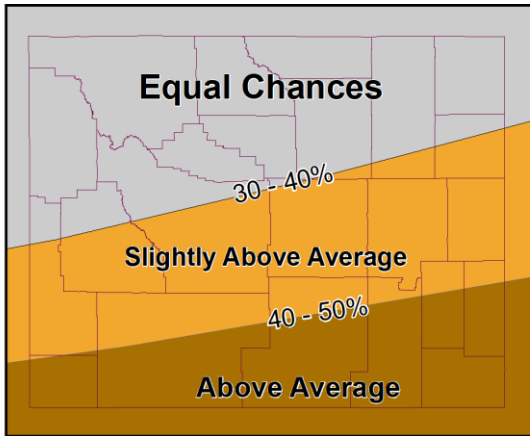 Equal Chances
30 - 40%
Slightly Above Average
40 - 50%
Above Average